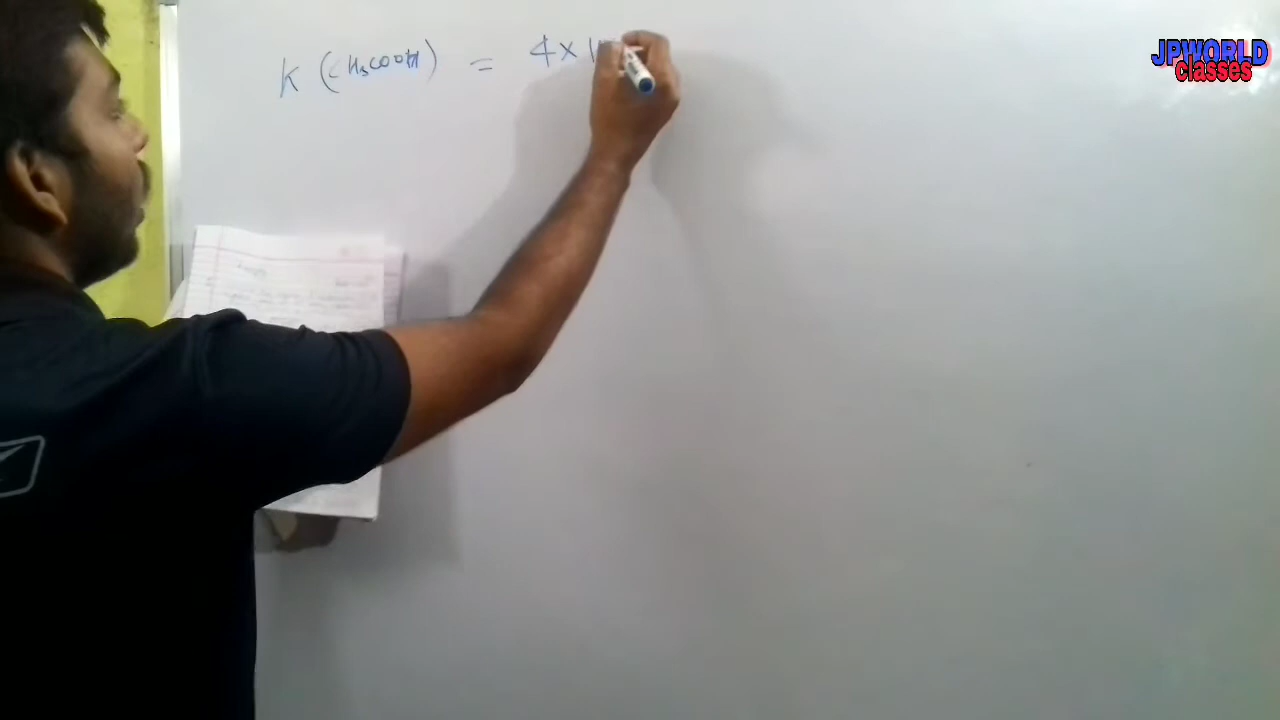 K (CH₃COOH) = 4 × 1
JPWORLD
classes